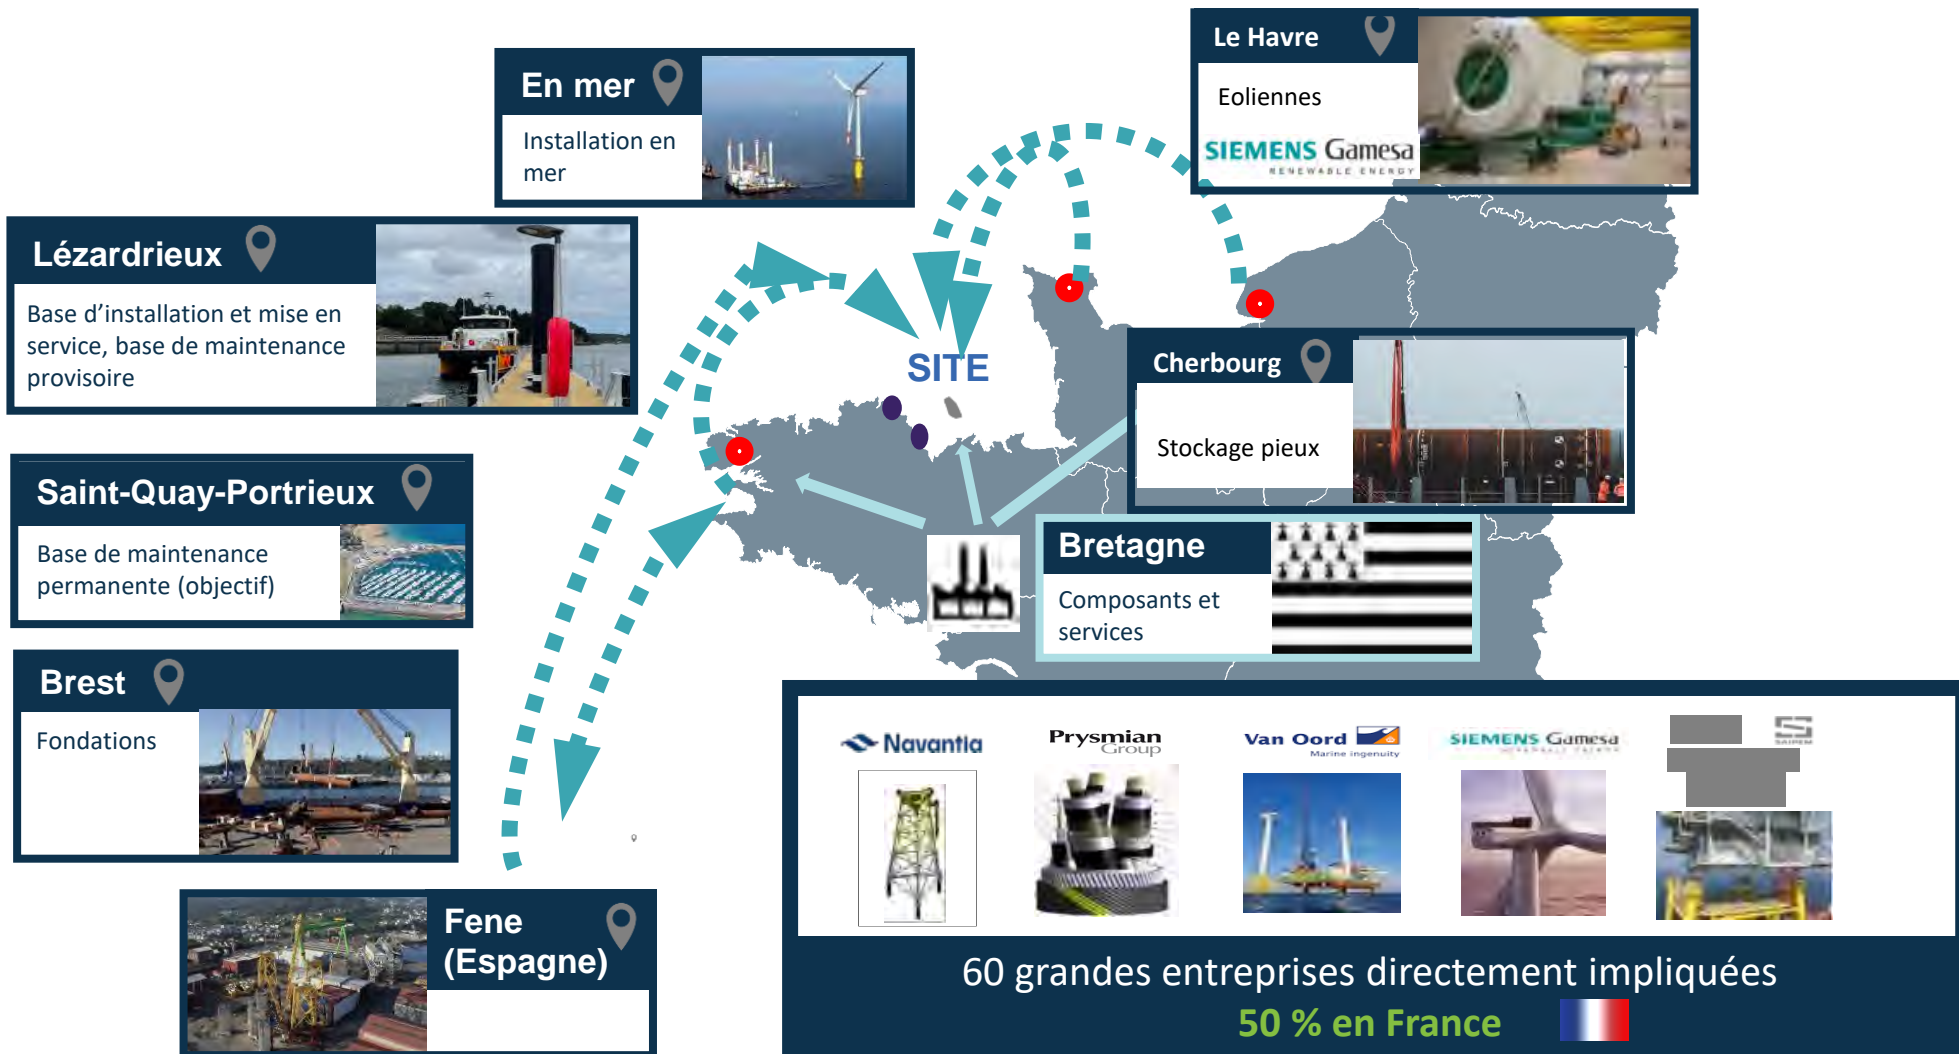 Le Havre
Eoliennes
SIEMENS Gamesa
RENEWABLE ENERGY
En mer
Installation en
mer
Lézardrieux
Base d'installation et mise en
service, base de maintenance
provisoire
SITE
Cherbourg
Stockage pieux
Saint-Quay-Portrieux
Base de maintenance
permanente (objectif)
Bretagne
Composants et
services
Brest
Fondations
Fene
(Espagne)
Navantia
Prysmian
Group
Van Oord
Marine ingenuity
SIEMENS Gamesa
SAIPEM
60 grandes entreprises directement impliquées
50 % en France